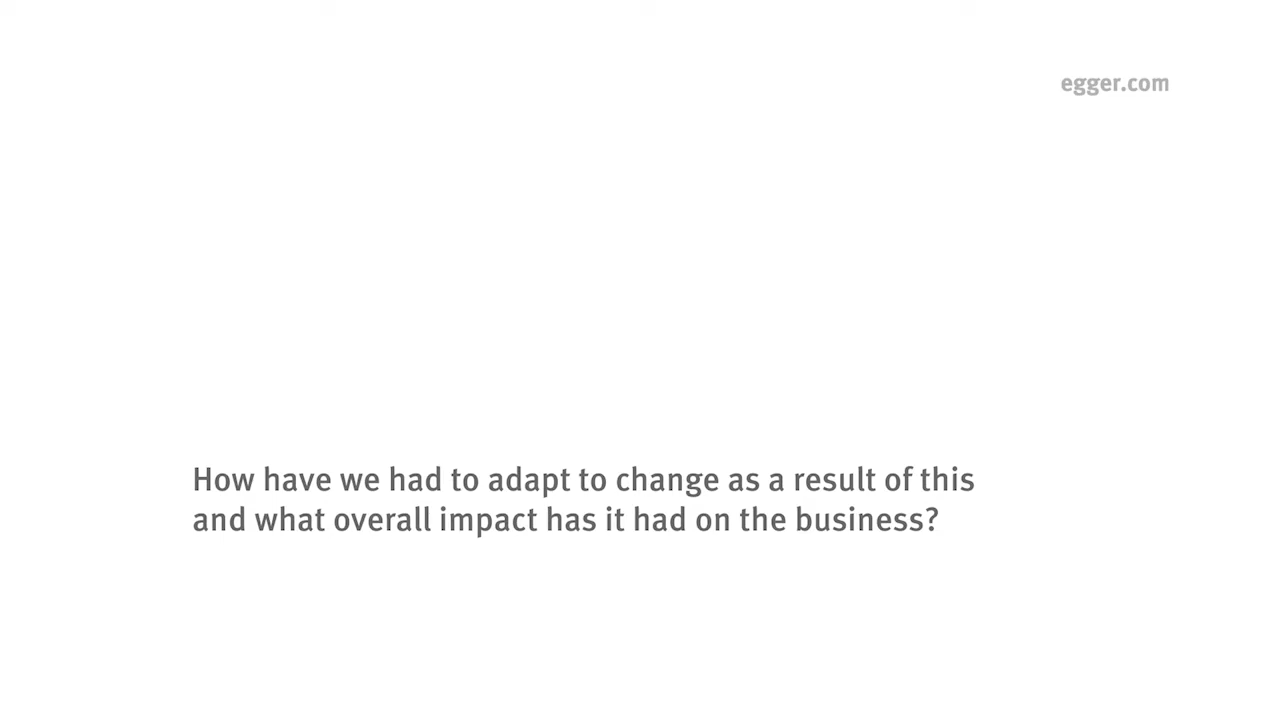 egger.com
How have we had to adapt to change as a result of this
and what overall impact has it had on the business?